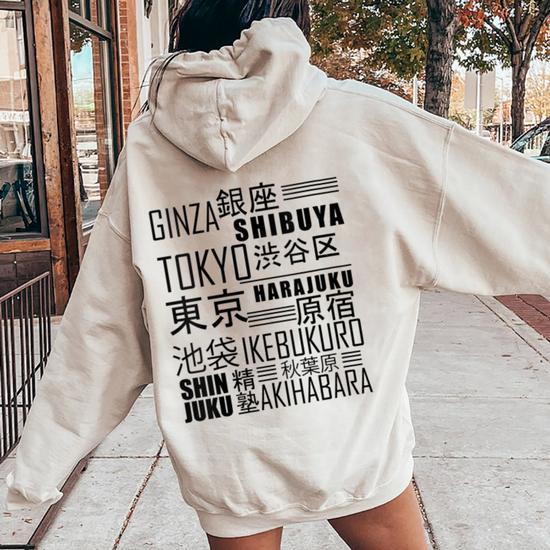 GINZA 銀座
SHIBUYA
TOKYO 渋谷区
HARAJUKU
東京 原宿
池袋 IKEBUKURO
SHIN 精 秋葉原
JUKU 塾 AKIHABARA